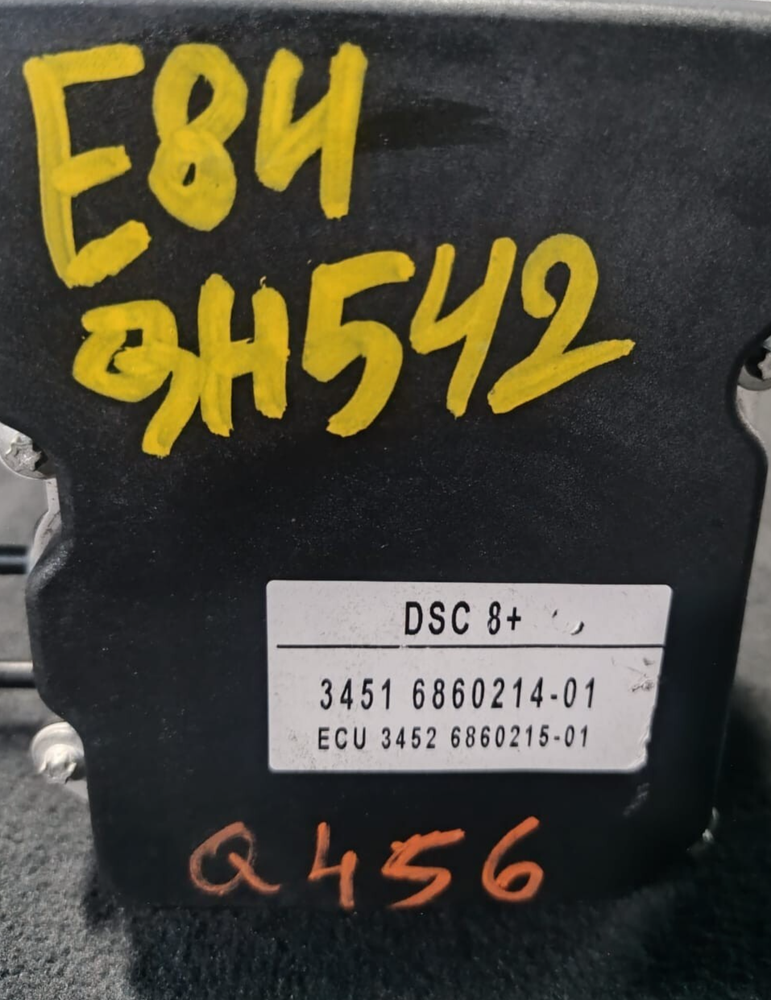 E84
9H542
DSC 8+
3451 6860214-01
ECU 3452 6860215-01
Q456